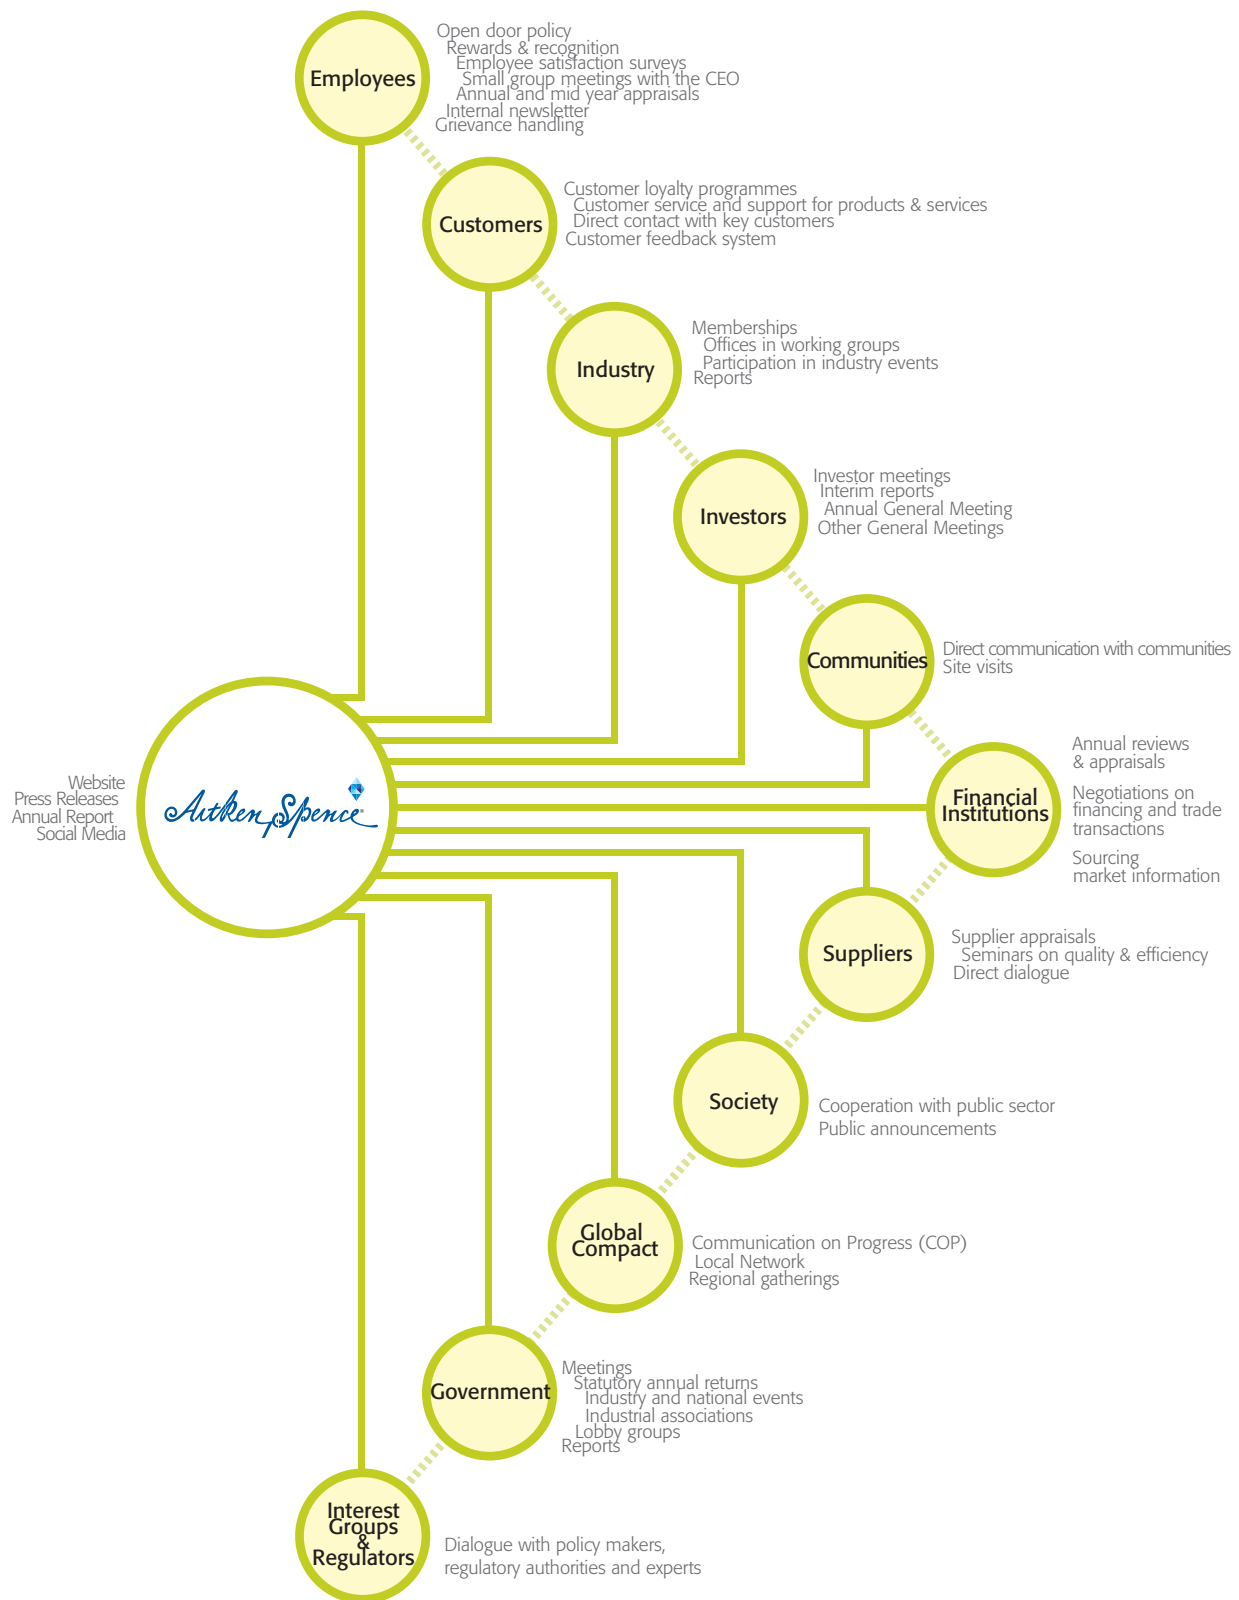 Employees
Open door policy
Rewards & recognition
Employee satisfaction surveys
Small group meetings with the CEO
Annual and mid year appraisals
Internal newsletter
Grievance handling
Customers
Customer loyalty programmes
Customer service and support for products & services
Direct contact with key customers
Customer feedback system
Industry
Memberships
Offices in working groups
Participation in industry events
Reports
Investors
Investor meetings
Interim reports
Annual General Meeting
Other General Meetings
Communities
Direct communication with communities
Site visits
Website
Press Releases
Annual Report
Social Media
Aitken Spence
Financial
Institutions
Annual reviews
& appraisals
Negotiations on
financing and trade
transactions
Sourcing
market information
Suppliers
Supplier appraisals
Seminars on quality & efficiency
Direct dialogue
Society
Cooperation with public sector
Public announcements
Global
Compact
Communication on Progress (COP)
Local Network
Regional gatherings
Government
Meetings
Statutory annual returns
Industry and national events
Industrial associations
Lobby groups
Reports
Interest
Groups
&
Regulators
Dialogue with policy makers,
regulatory authorities and experts